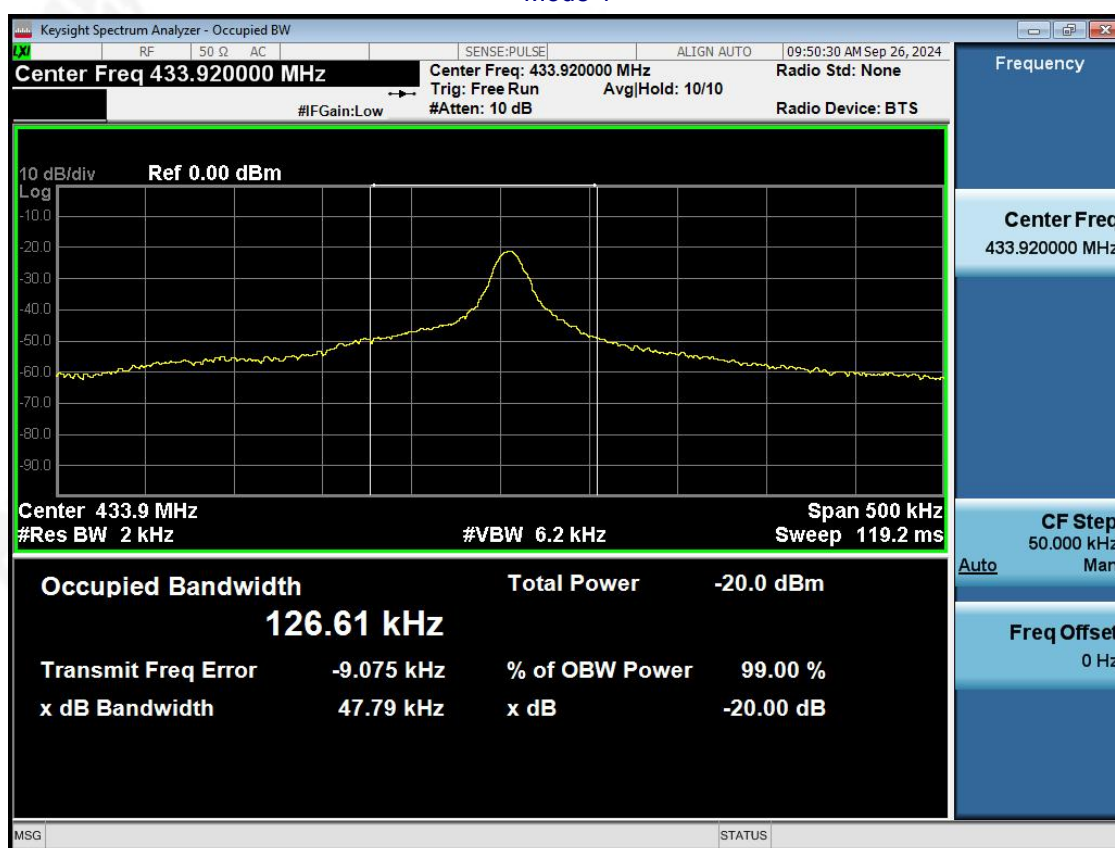 Keysight Spectrum Analyzer - Occupied BW
LXI RF 50 Ω AC SENSE:PULSE ALIGN AUTO 09:50:30 AM Sep 26, 2024
Center Freq 433.920000 MHz
Center Freq: 433.920000 MHz Radio Std: None
Trig: Free Run Avg|Hold: 10/10
#IFGain:Low #Atten: 10 dB Radio Device: BTS
10 dB/div Ref 0.00 dBm
Log
-10.0
-20.0
-30.0
-40.0
-50.0
-60.0
-70.0
-80.0
-90.0
Center 433.9 MHz Span 500 kHz
#Res BW 2 kHz #VBW 6.2 kHz Sweep 119.2 ms
Occupied Bandwidth Total Power -20.0 dBm
126.61 kHz
Transmit Freq Error -9.075 kHz % of OBW Power 99.00 %
x dB Bandwidth 47.79 kHz x dB -20.00 dB
MSG STATUS
Frequency
Center Freq
433.920000 MHz
CF Step
50.000 kHz
Auto Man
Freq Offset
0 Hz